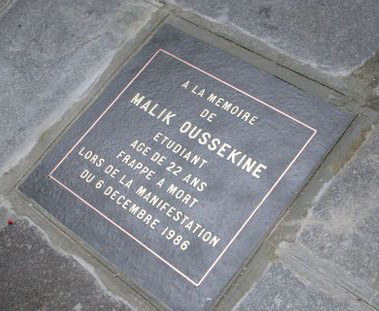 A LA MEMOIRE
DE
MALIK OUSSEKINE
ETUDIANT
AGE DE 22 ANS
FRAPPE A MORT
LORS DE LA MANIFESTATION
DU 6 DECEMBRE 1986